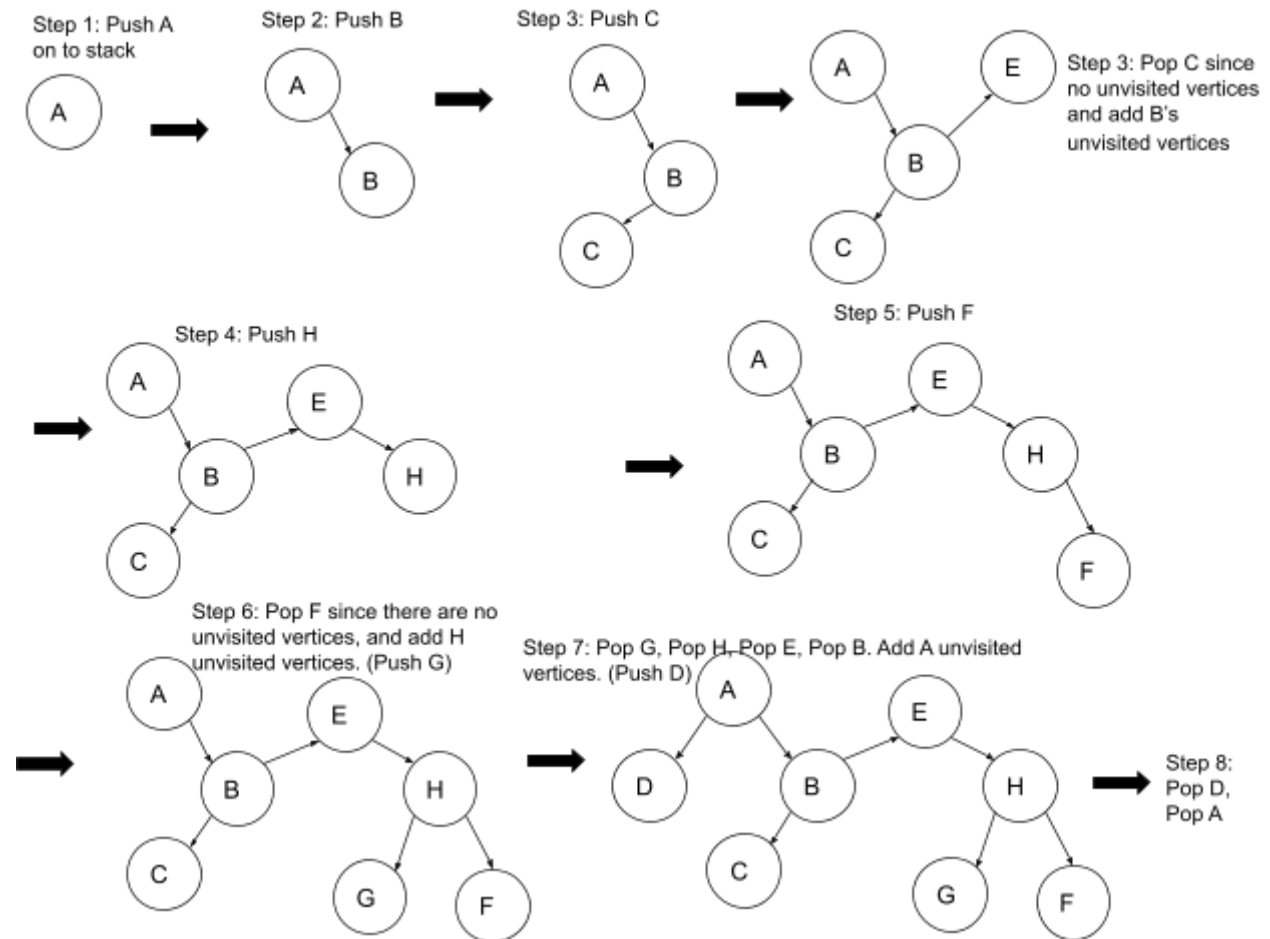 Step 1: Push A
on to stack
A
Step 2: Push B
A
B
Step 3: Push C
A
B
C
A
E
B
C
Step 3: Pop C since
no unvisited vertices
and add B's
unvisited vertices
Step 4: Push H
A
E
B
H
C
Step 5: Push F
A
E
B
H
C
F
Step 6: Pop F since there are no
unvisited vertices, and add H
unvisited vertices. (Push G)
A
E
B
H
C
G
F
Step 7: Pop G, Pop H, Pop E, Pop B. Add A unvisited
vertices. (Push D)
A
E
D
B
H
C
G
F
Step 8:
Pop D,
Pop A